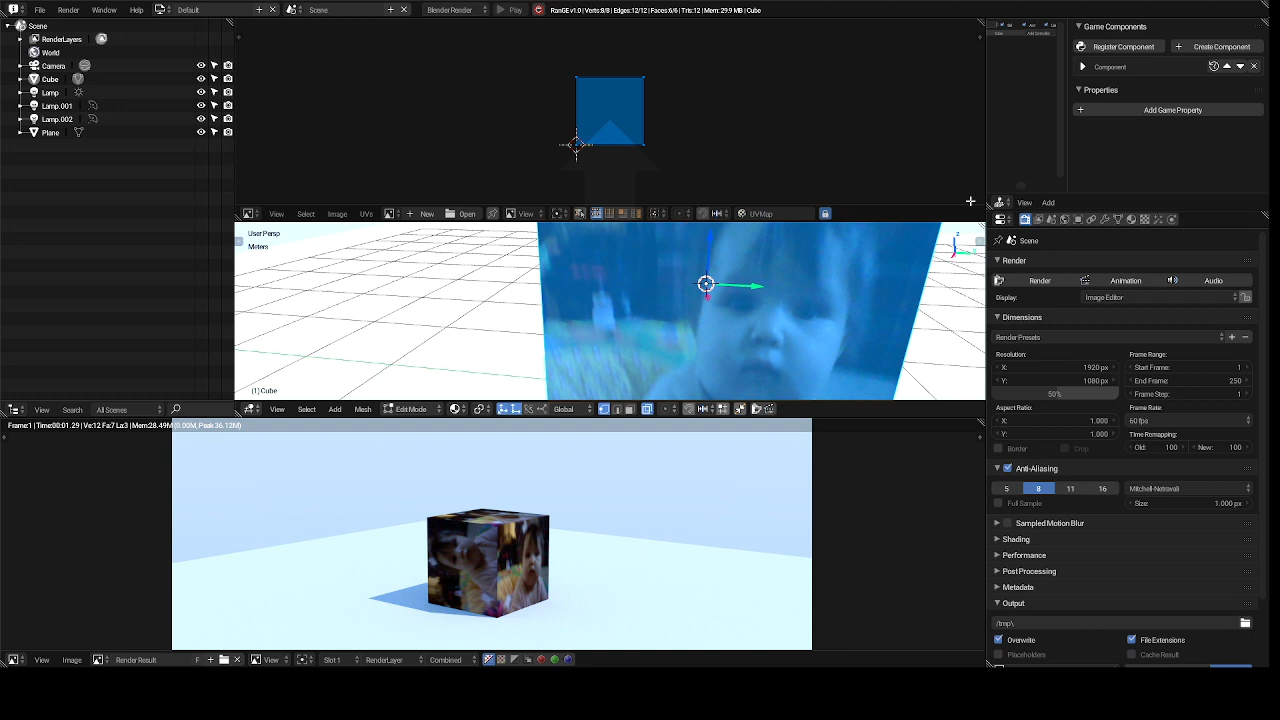 File Render Window Help Default Scene Blender Render Play RanGE v1.0 | Verts:8/8 | Edges:12/12 | Faces:6/6 | Tris:12 | Mem:29.9 MB | Cube
Scene
RenderLayers
World
Camera
Cube
Lamp
Lamp.001
Lamp.002
Plane
View Search All Scenes
View Select Image UVs New Open View UVMap
User Persp
Meters
(1) Cube
View Select Add Mesh Edit Mode Global
Frame:1 | Time:00:01.29 | Ve:12 Fa:7 La:3 | Mem:28.49M (0.00M, Peak 36.12M)
View Image Render Result F View Slot 1 RenderLayer Combined
Game Components
Register Component Create Component
Component
Properties
Add Game Property
View Add
Scene
Render
Render Animation Audio
Display: Image Editor
Dimensions
Render Presets
Resolution: Frame Range:
X: 1920 px Start Frame: 1
Y: 1080 px End Frame: 250
50% Frame Step: 1
Aspect Ratio: Frame Rate:
X: 1.000 60 fps
Y: 1.000 Time Remapping:
Border Crop Old: 100 New: 100
Anti-Aliasing
5 8 11 16 Mitchell-Netravali
Full Sample Size: 1.000 px
Sampled Motion Blur
Shading
Performance
Post Processing
Metadata
Output
/tmp\
Overwrite File Extensions
Placeholders Cache Result